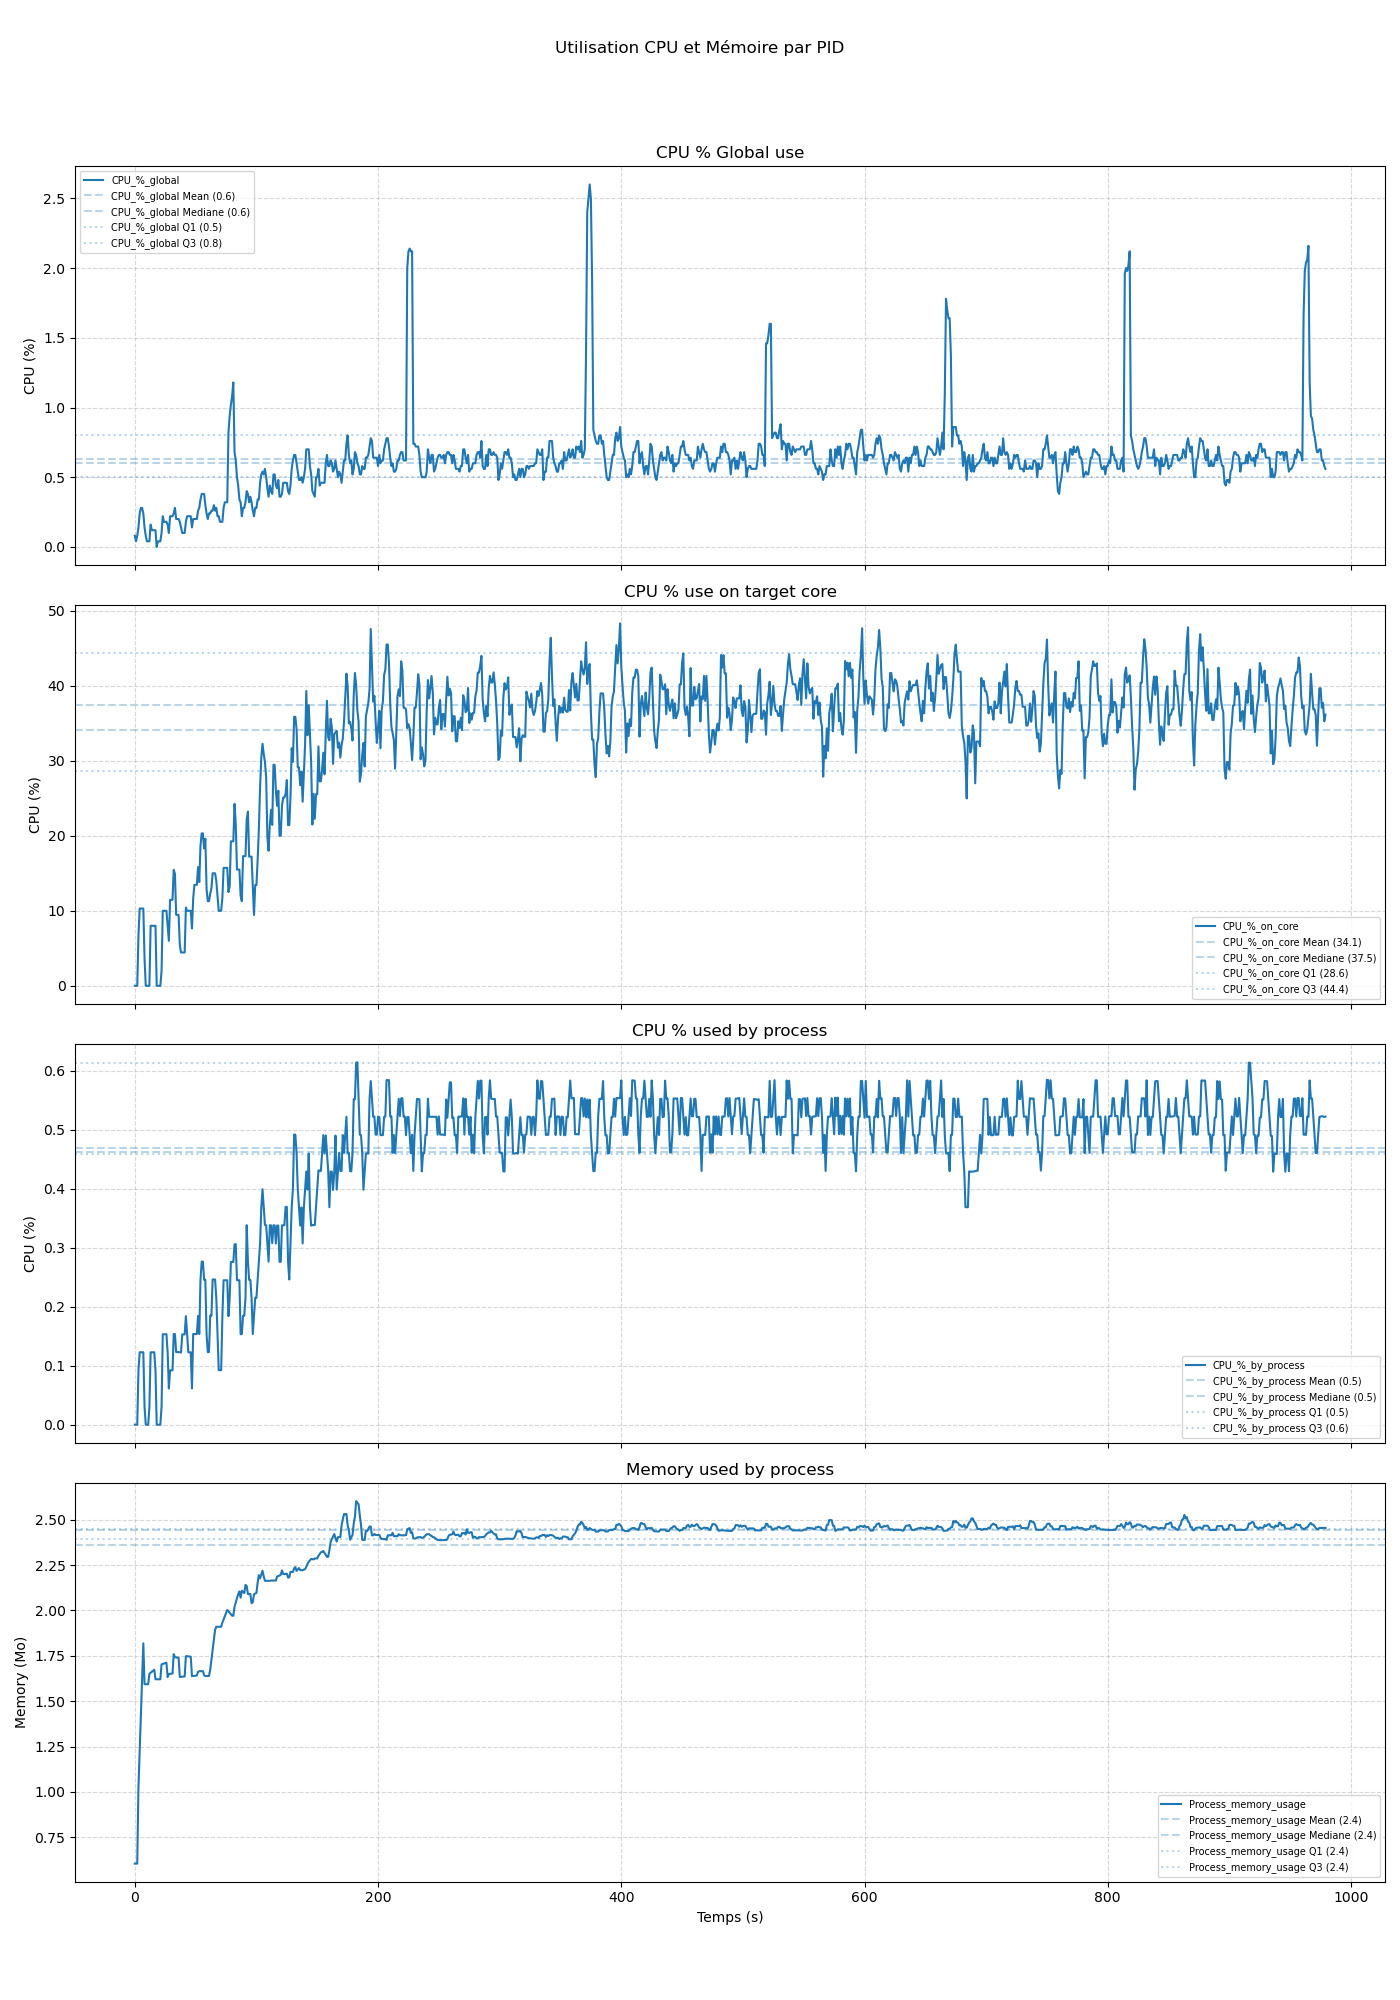 Utilisation CPU et Mémoire par PID
CPU % Global use
CPU_%_global
CPU_%_global Mean (0.6)
CPU_%_global Mediane (0.6)
CPU_%_global Q1 (0.5)
CPU_%_global Q3 (0.8)
CPU (%)
2.5
2.0
1.5
1.0
0.5
0.0
CPU % use on target core
CPU (%)
50
40
30
20
10
0
CPU_%_on_core
CPU_%_on_core Mean (34.1)
CPU_%_on_core Mediane (37.5)
CPU_%_on_core Q1 (28.6)
CPU_%_on_core Q3 (44.4)
CPU % used by process
CPU (%)
0.6
0.5
0.4
0.3
0.2
0.1
0.0
CPU_%_by_process
CPU_%_by_process Mean (0.5)
CPU_%_by_process Mediane (0.5)
CPU_%_by_process Q1 (0.5)
CPU_%_by_process Q3 (0.6)
Memory used by process
Memory (Mo)
2.50
2.25
2.00
1.75
1.50
1.25
1.00
0.75
Process_memory_usage
Process_memory_usage Mean (2.4)
Process_memory_usage Mediane (2.4)
Process_memory_usage Q1 (2.4)
Process_memory_usage Q3 (2.4)
0 200 400 600 800 1000
Temps (s)